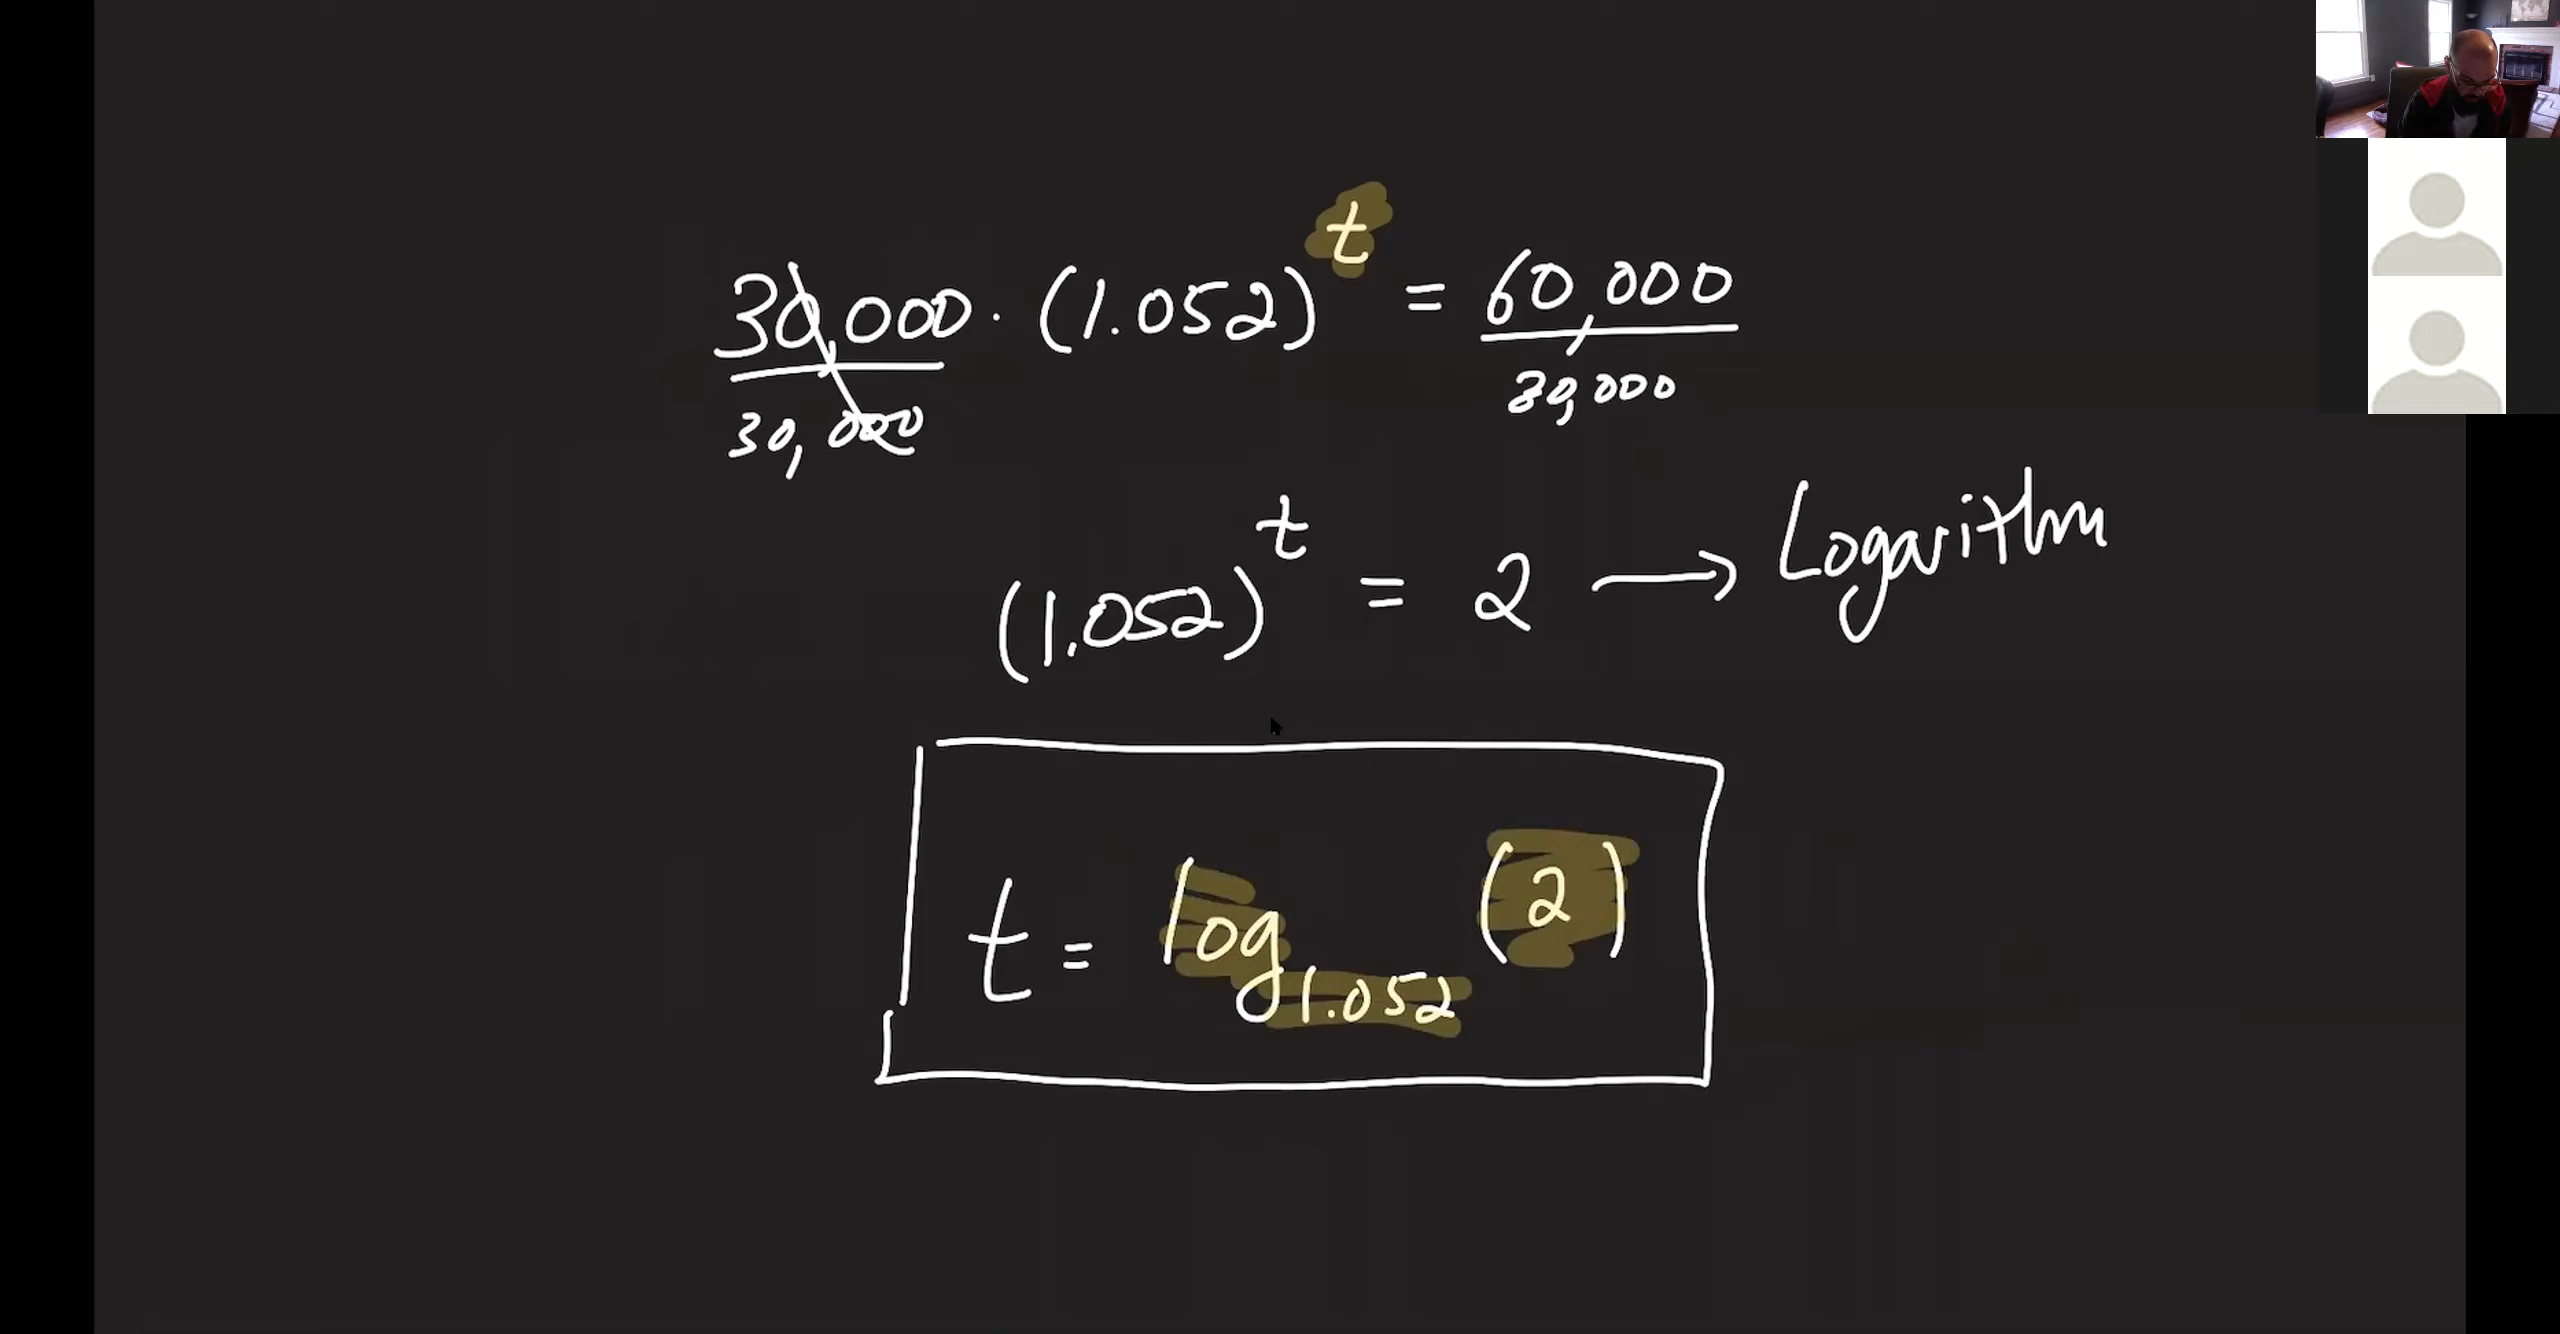 30,000 · (1.052)^t = 60,000
30,000 30,000
(1.052)^t = 2 → Logarithm
t = log_1.052 (2)